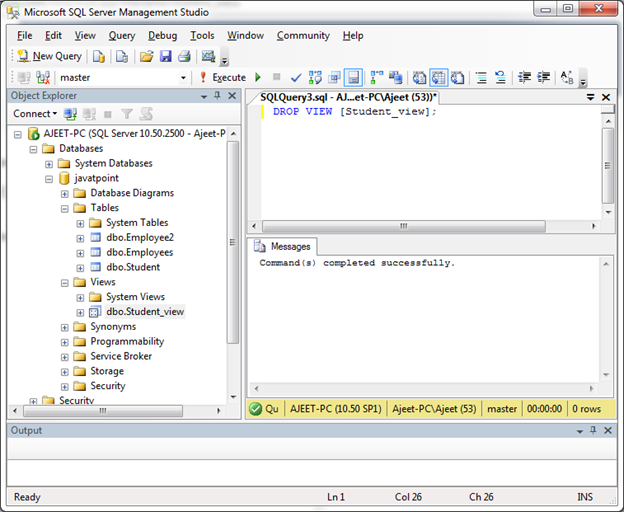 Microsoft SQL Server Management Studio
File Edit View Query Debug Tools Window Community Help
New Query
master Execute
Object Explorer
Connect
AJEET-PC (SQL Server 10.50.2500 - Ajeet-P
Databases
System Databases
javatpoint
Database Diagrams
Tables
System Tables
dbo.Employee2
dbo.Employees
dbo.Student
Views
System Views
dbo.Student_view
Synonyms
Programmability
Service Broker
Storage
Security
Security
SQLQuery3.sql - AJ...et-PC\Ajeet (53))*
DROP VIEW [Student_view];
Messages
Command(s) completed successfully.
Qu AJEET-PC (10.50 SP1) Ajeet-PC\Ajeet (53) master 00:00:00 0 rows
Output
Ready Ln 1 Col 26 Ch 26 INS